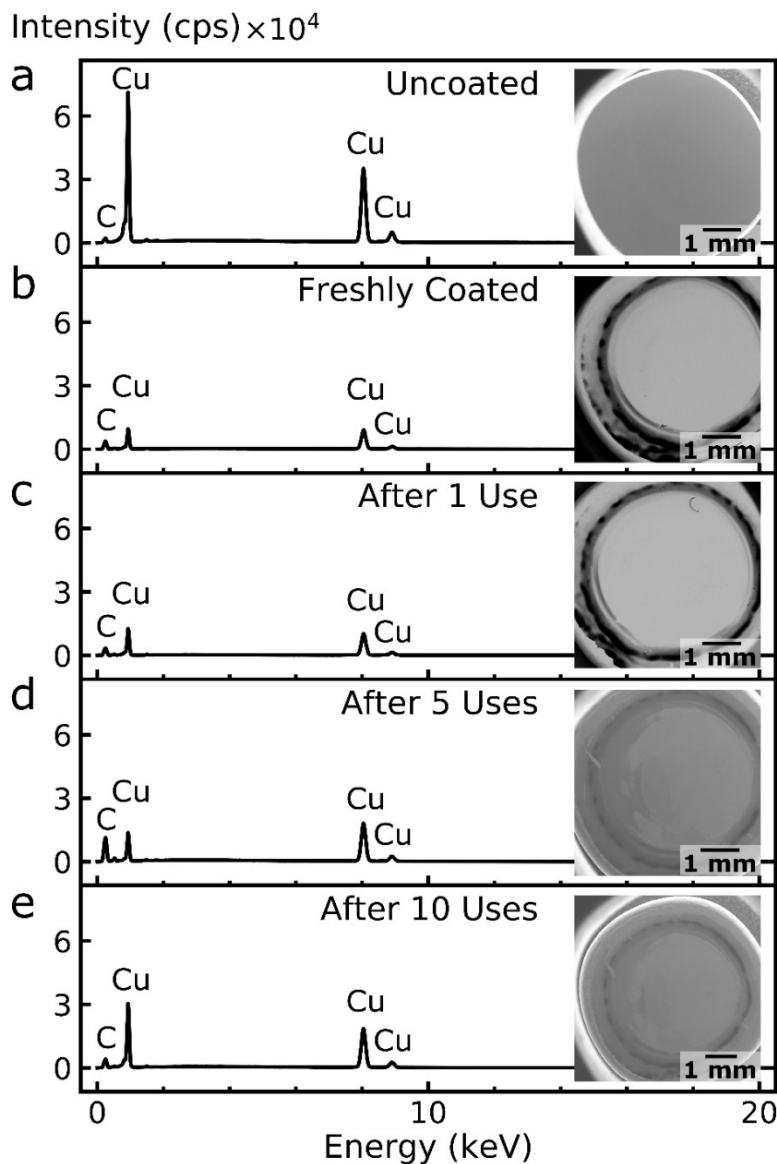 Intensity (cps) ×10⁴
a
Uncoated
Cu
Cu
Cu
C
6
3
0
1 mm
b
Freshly Coated
Cu
Cu
Cu
C
6
3
0
1 mm
c
After 1 Use
Cu
Cu
Cu
C
6
3
0
1 mm
d
After 5 Uses
Cu
Cu
Cu
C
6
3
0
1 mm
e
After 10 Uses
Cu
Cu
Cu
C
6
3
0
1 mm
0 10 20
Energy (keV)